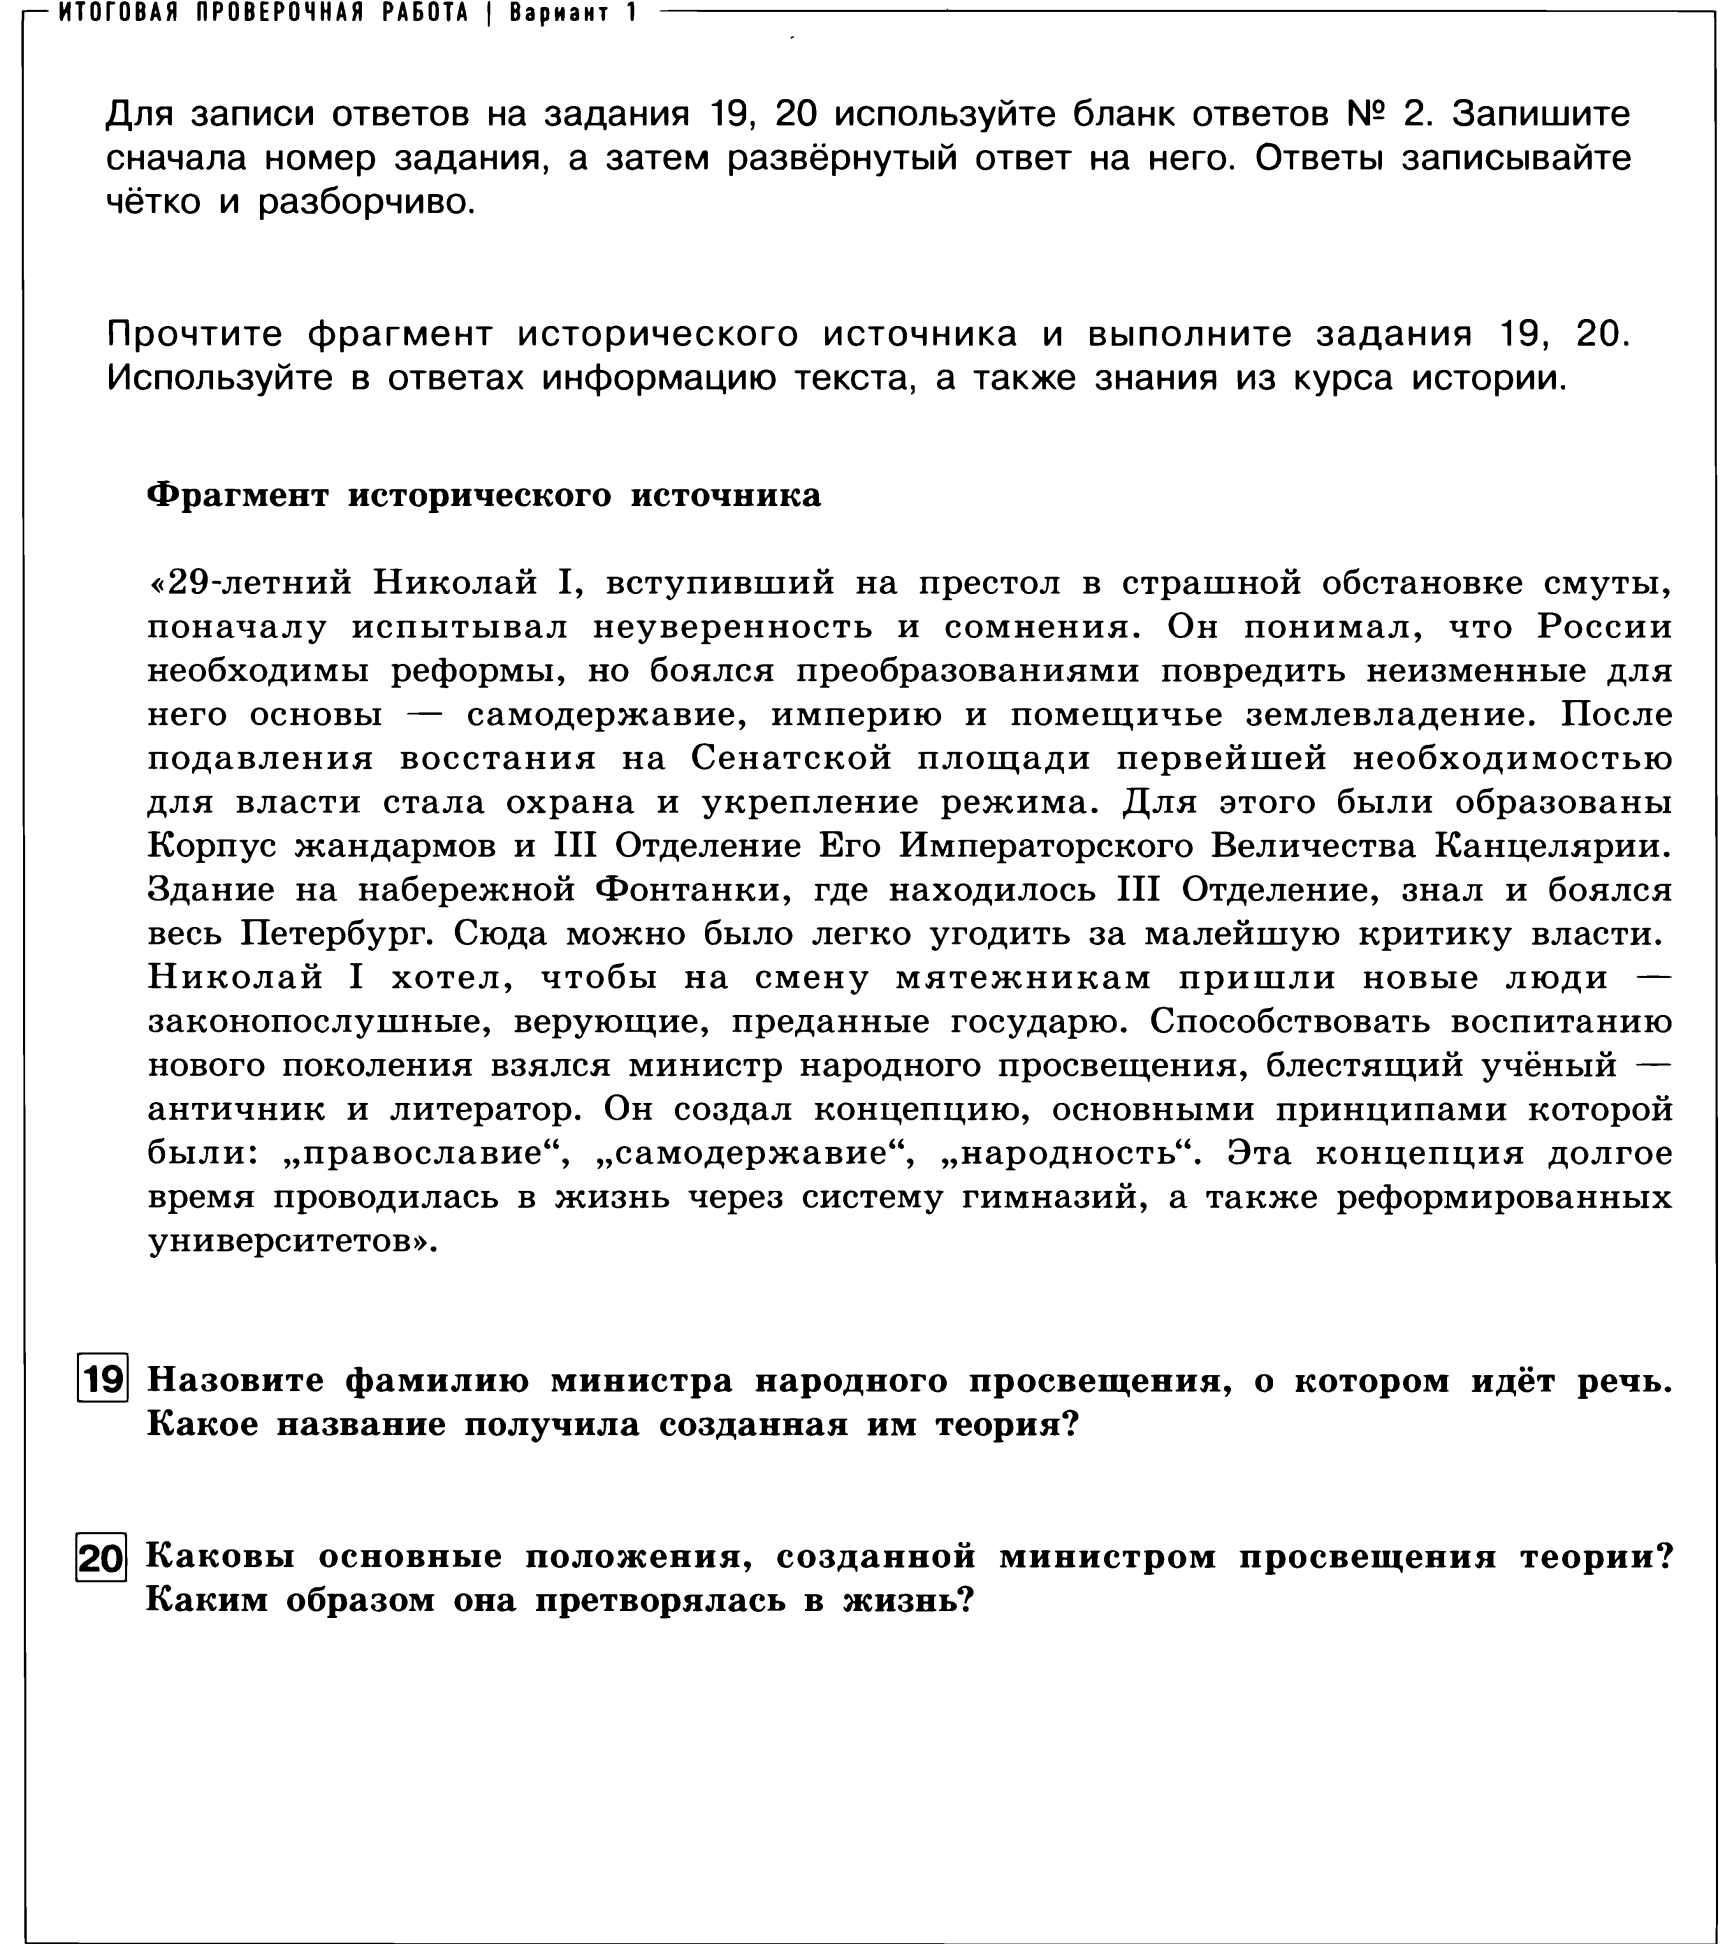 ИТОГОВАЯ ПРОВЕРОЧНАЯ РАБОТА | Вариант 1
Для записи ответов на задания 19, 20 используйте бланк ответов № 2. Запишите
сначала номер задания, а затем развёрнутый ответ на него. Ответы записывайте
чётко и разборчиво.
Прочтите фрагмент исторического источника и выполните задания 19, 20.
Используйте в ответах информацию текста, а также знания из курса истории.
Фрагмент исторического источника
«29-летний Николай I, вступивший на престол в страшной обстановке смуты,
поначалу испытывал неуверенность и сомнения. Он понимал, что России
необходимы реформы, но боялся преобразованиями повредить неизменные для
него основы — самодержавие, империю и помещичье землевладение. После
подавления восстания на Сенатской площади первейшей необходимостью
для власти стала охрана и укрепление режима. Для этого были образованы
Корпус жандармов и III Отделение Его Императорского Величества Канцелярии.
Здание на набережной Фонтанки, где находилось III Отделение, знал и боялся
весь Петербург. Сюда можно было легко угодить за малейшую критику власти.
Николай I хотел, чтобы на смену мятежникам пришли новые люди —
законопослушные, верующие, преданные государю. Способствовать воспитанию
нового поколения взялся министр народного просвещения, блестящий учёный —
античник и литератор. Он создал концепцию, основными принципами которой
были: „православие“, „самодержавие“, „народность“. Эта концепция долгое
время проводилась в жизнь через систему гимназий, а также реформированных
университетов».
19 Назовите фамилию министра народного просвещения, о котором идёт речь.
Какое название получила созданная им теория?
20 Каковы основные положения, созданной министром просвещения теории?
Каким образом она претворялась в жизнь?